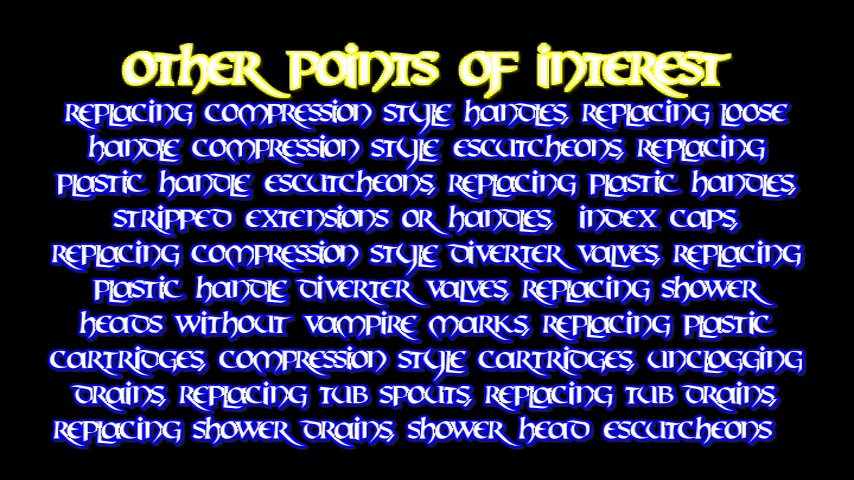 OTHER POINTS OF INTEREST
REPLACING COMPRESSION STYLE HANDLES, REPLACING LOOSE
HANDLE COMPRESSION STYLE ESCUTCHEONS, REPLACING
PLASTIC HANDLE ESCUTCHEONS, REPLACING PLASTIC HANDLES,
STRIPPED EXTENSIONS OR HANDLES, INDEX CAPS,
REPLACING COMPRESSION STYLE DIVERTER VALVES, REPLACING
PLASTIC HANDLE DIVERTER VALVES, REPLACING SHOWER
HEADS WITHOUT VAMPIRE MARKS, REPLACING PLASTIC
CARTRIDGES, COMPRESSION STYLE CARTRIDGES, UNCLOGGING
DRAINS, REPLACING TUB SPOUTS, REPLACING TUB DRAINS,
REPLACING SHOWER DRAINS, SHOWER HEAD ESCUTCHEONS